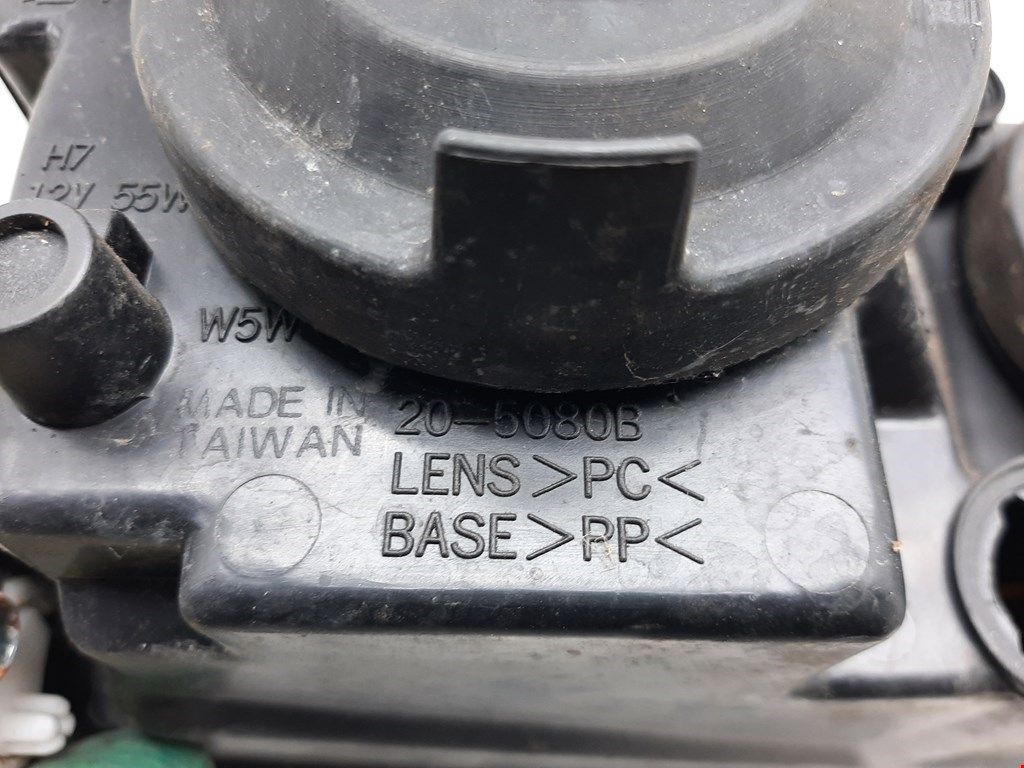 H7
12V 55W
W5W
MADE IN
TAIWAN
20-5080B
LENS>PC<
BASE>PP<